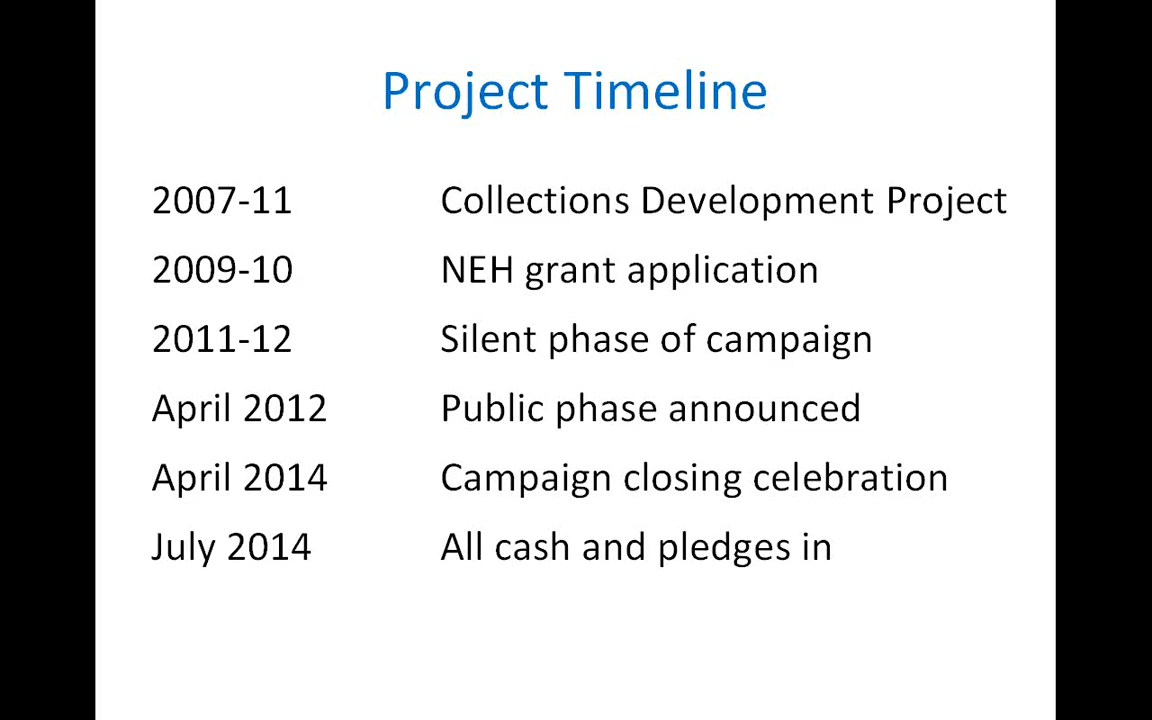 Project Timeline
2007-11 Collections Development Project
2009-10 NEH grant application
2011-12 Silent phase of campaign
April 2012 Public phase announced
April 2014 Campaign closing celebration
July 2014 All cash and pledges in